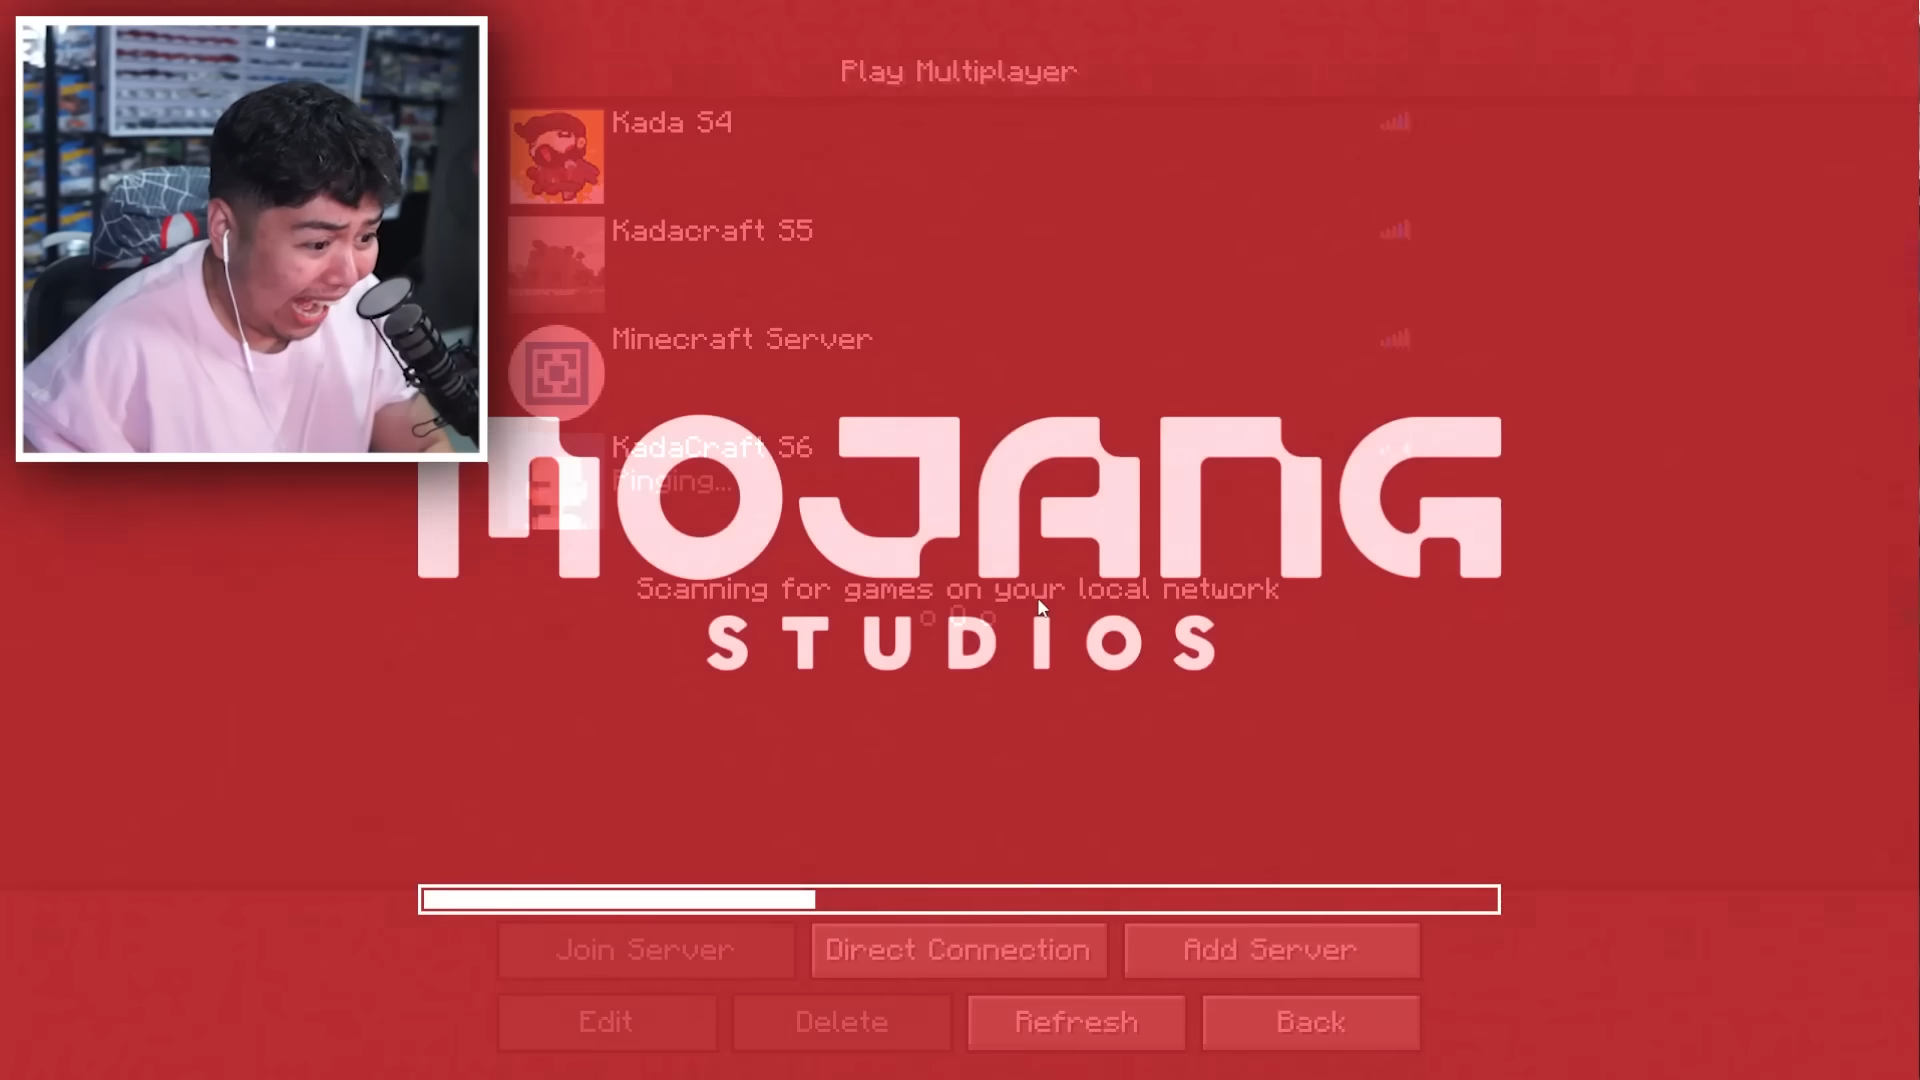 Play Multiplayer
Kada S4
Kadacraft S5
Minecraft Server
KadaCraft S6
Pinging...
MOJANG
Scanning for games on your local network
o O o
STUDIOS
Join Server
Direct Connection
Add Server
Edit
Delete
Refresh
Back